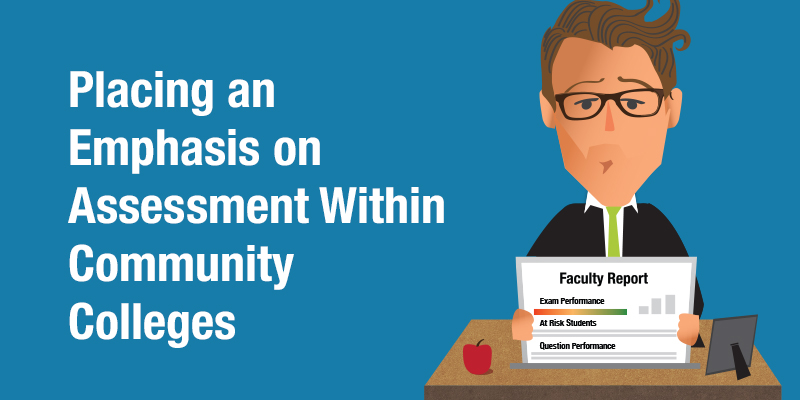 Placing an
Emphasis on
Assessment Within
Community
Colleges
Faculty Report
Exam Performance
At Risk Students
Question Performance